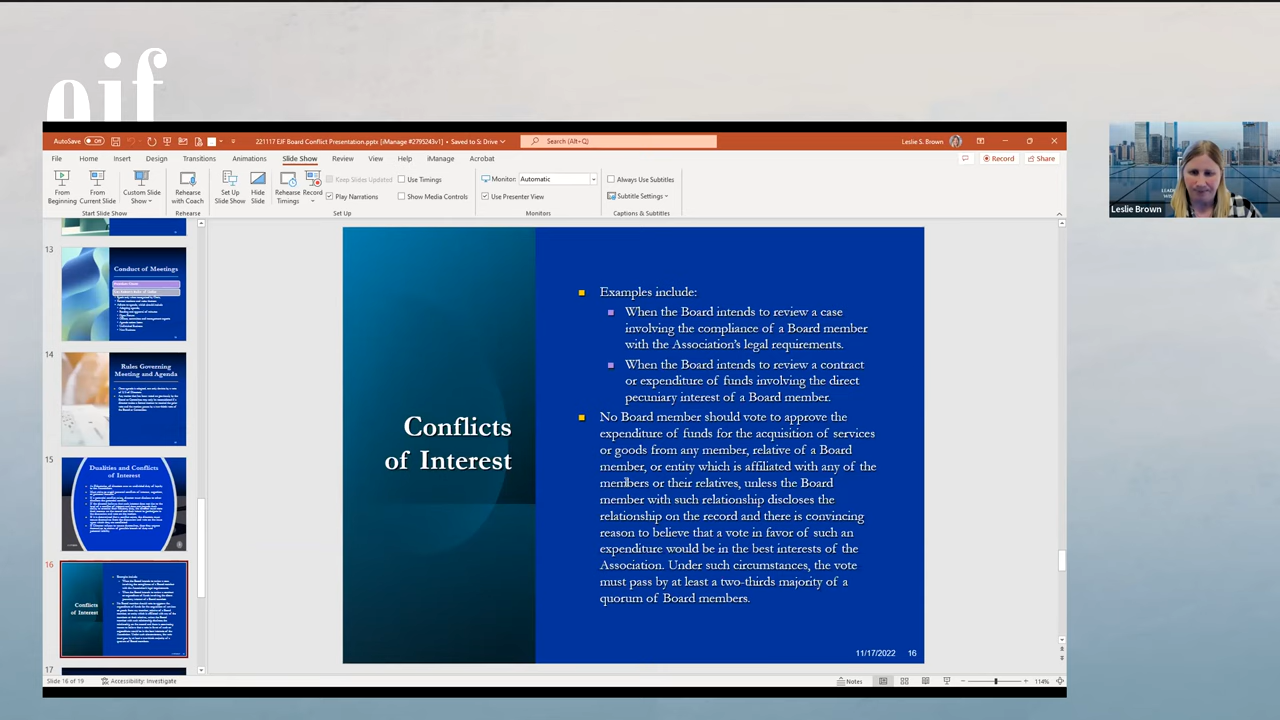 eif
AutoSave Off
221117 EJF Board Conflict Presentation.pptx [iManage #2795243v1] • Saved to S: Drive
Search (Alt+Q)
Leslie S. Brown
File Home Insert Design Transitions Animations Slide Show Review View Help iManage Acrobat
Record Share
From Beginning
From Current Slide
Custom Slide Show
Rehearse with Coach
Set Up Slide Show
Hide Slide
Rehearse Timings
Record
Keep Slides Updated
Play Narrations
Use Timings
Show Media Controls
Monitor: Automatic
Use Presenter View
Always Use Subtitles
Subtitle Settings
Start Slide Show
Rehearse
Set Up
Monitors
Captions & Subtitles
Leslie Brown
13
Conduct of Meetings
14
Rules Governing
Meeting and Agenda
15
Dualities and Conflicts
of Interest
16
Conflicts
of Interest
17
Conflicts
of Interest
Examples include:
When the Board intends to review a case
involving the compliance of a Board member
with the Association's legal requirements.
When the Board intends to review a contract
or expenditure of funds involving the direct
pecuniary interest of a Board member.
No Board member should vote to approve the
expenditure of funds for the acquisition of services
or goods from any member, relative of a Board
member, or entity which is affiliated with any of the
members or their relatives, unless the Board
member with such relationship discloses the
relationship on the record and there is convincing
reason to believe that a vote in favor of such an
expenditure would be in the best interests of the
Association. Under such circumstances, the vote
must pass by at least a two-thirds majority of a
quorum of Board members.
11/17/2022 16
Slide 16 of 19
Accessibility: Investigate
Notes
114%